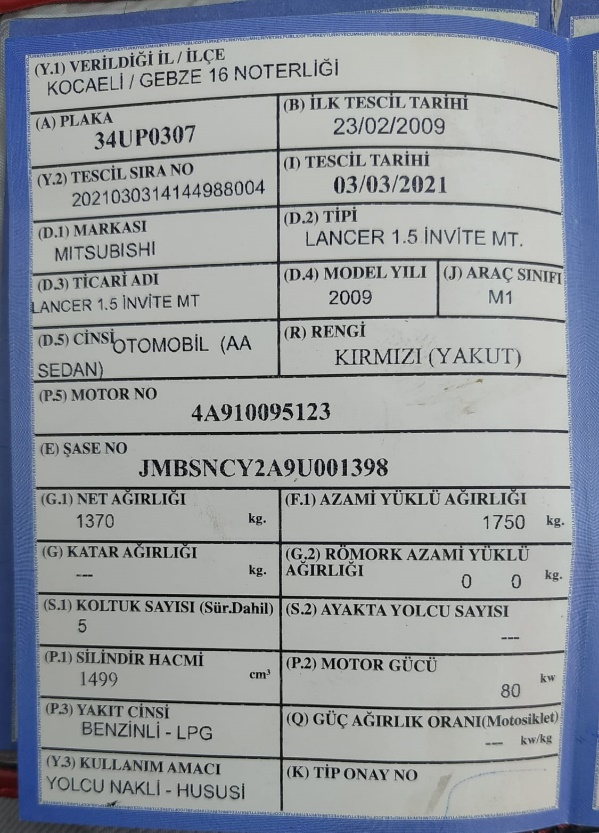 (Y.1) VERİLDİĞİ İL / İLÇE
KOCAELİ / GEBZE 16 NOTERLİĞİ
(A) PLAKA
34UP0307
(B) İLK TESCİL TARİHİ
23/02/2009
(Y.2) TESCİL SIRA NO
2021030314144988004
(I) TESCİL TARİHİ
03/03/2021
(D.1) MARKASI
MITSUBISHI
(D.2) TİPİ
LANCER 1.5 İNVİTE MT.
(D.3) TİCARİ ADI
LANCER 1.5 İNVİTE MT
(D.4) MODEL YILI
2009
(J) ARAÇ SINIFI
M1
(D.5) CİNSİ OTOMOBİL (AA
SEDAN)
(R) RENGİ
KIRMIZI (YAKUT)
(P.5) MOTOR NO
4A910095123
(E) ŞASE NO
JMBSNCY2A9U001398
(G.1) NET AĞIRLIĞI
1370 kg.
(F.1) AZAMİ YÜKLÜ AĞIRLIĞI
1750 kg.
(G) KATAR AĞIRLIĞI
--- kg.
(G.2) RÖMORK AZAMİ YÜKLÜ
AĞIRLIĞI
0 0 kg.
(S.1) KOLTUK SAYISI (Sür.Dahil)
5
(S.2) AYAKTA YOLCU SAYISI
---
(P.1) SİLİNDİR HACMİ
1499 cm³
(P.2) MOTOR GÜCÜ
80 kw
(P.3) YAKIT CİNSİ
BENZİNLİ - LPG
(Q) GÜÇ AĞIRLIK ORANI(Motosiklet)
--- kw/kg
(Y.3) KULLANIM AMACI
YOLCU NAKLİ - HUSUSİ
(K) TİP ONAY NO